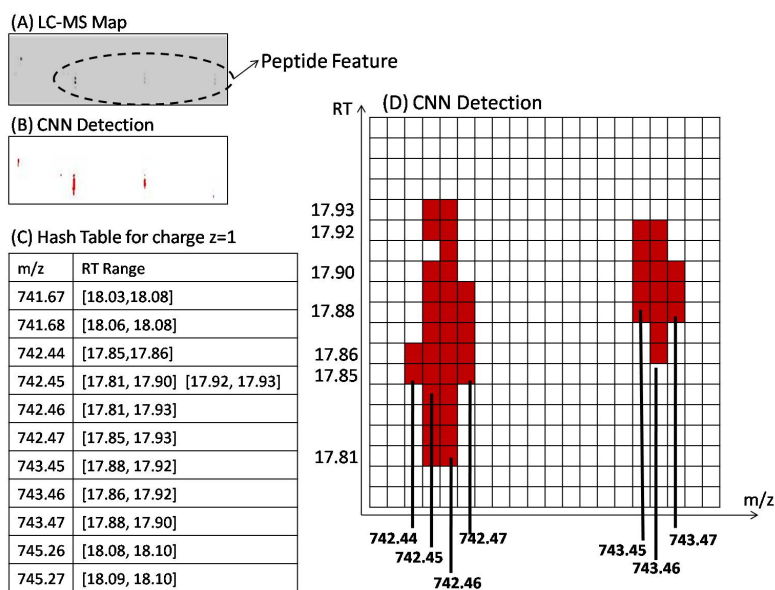 (A) LC-MS Map
Peptide Feature
(B) CNN Detection
(C) Hash Table for charge z=1
m/z RT Range
741.67 [18.03,18.08]
741.68 [18.06, 18.08]
742.44 [17.85,17.86]
742.45 [17.81, 17.90] [17.92, 17.93]
742.46 [17.81, 17.93]
742.47 [17.85, 17.93]
743.45 [17.88, 17.92]
743.46 [17.86, 17.92]
743.47 [17.88, 17.90]
745.26 [18.08, 18.10]
745.27 [18.09, 18.10]
RT
(D) CNN Detection
17.93
17.92
17.90
17.88
17.86
17.85
17.81
m/z
742.44
742.45
742.46
742.47
743.45
743.46
743.47